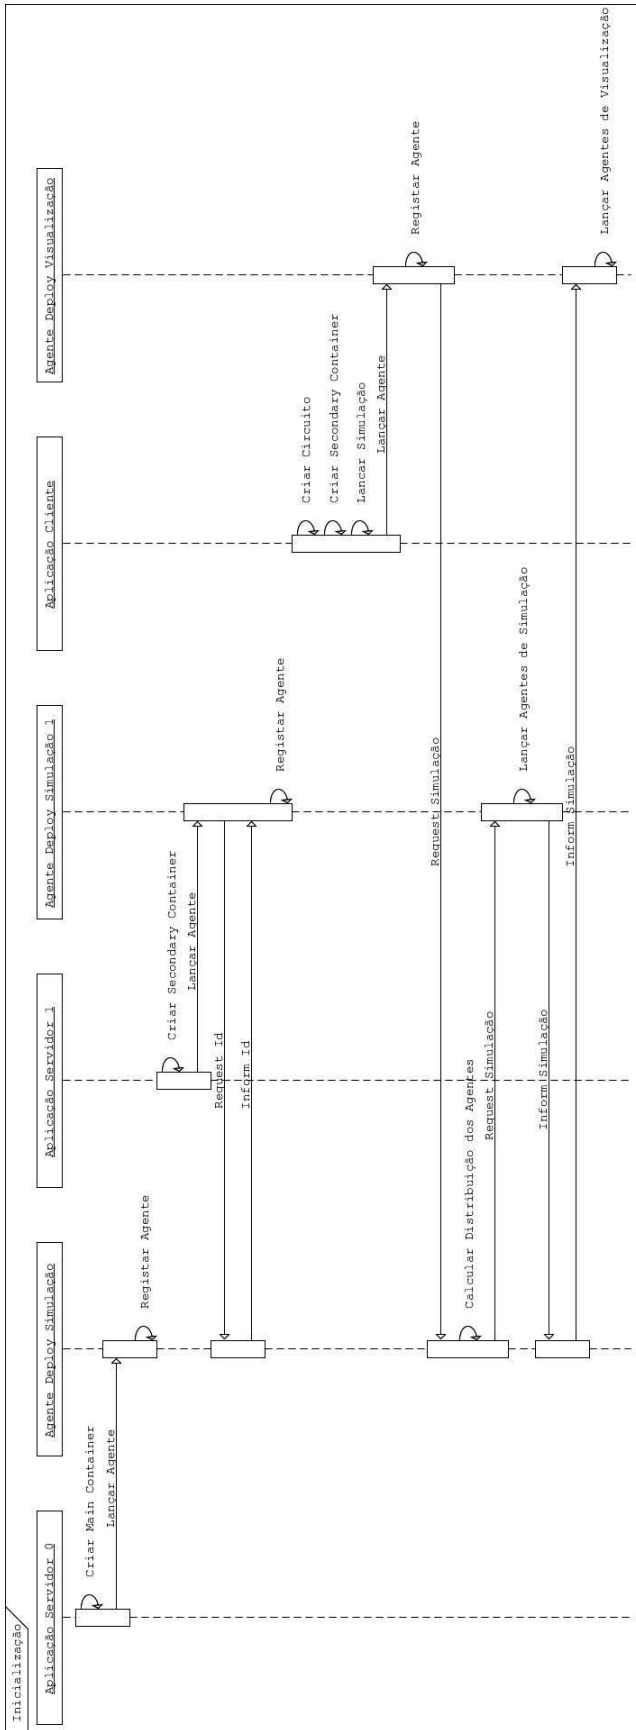 Inicialização
Aplicação Servidor 0
Agente Deploy Simulação
Aplicação Servidor 1
Agente Deploy Simulação 1
Aplicação Cliente
Agente Deploy Visualização
Criar Main Container
Lançar Agente
Registar Agente
Criar Secondary Container
Lançar Agente
Request Id
Inform Id
Registar Agente
Criar Circuito
Criar Secondary Container
Lancar Simulação
Lançar Agente
Registar Agente
Request Simulação
Calcular Distribuição dos Agentes
Request Simulação
Lançar Agentes de Simulação
Inform Simulação
Inform Simulação
Lançar Agentes de Visualização